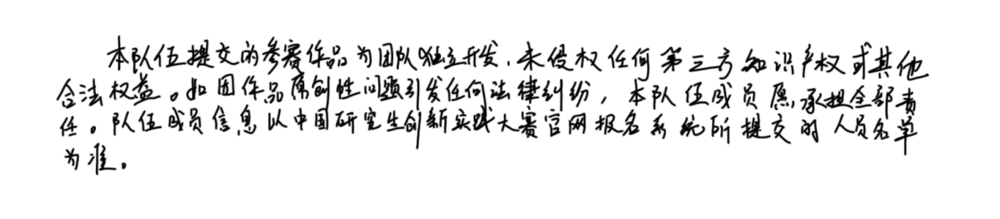 本队伍提交的参赛作品为团队独立开发，未侵权任何第三方知识产权或其他
合法权益。如因作品原创性问题引发任何法律纠纷，本队伍成员愿承担全部责
任。队伍成员信息以中国研究生创新实践大赛官网报名系统所提交的人员名单
为准。